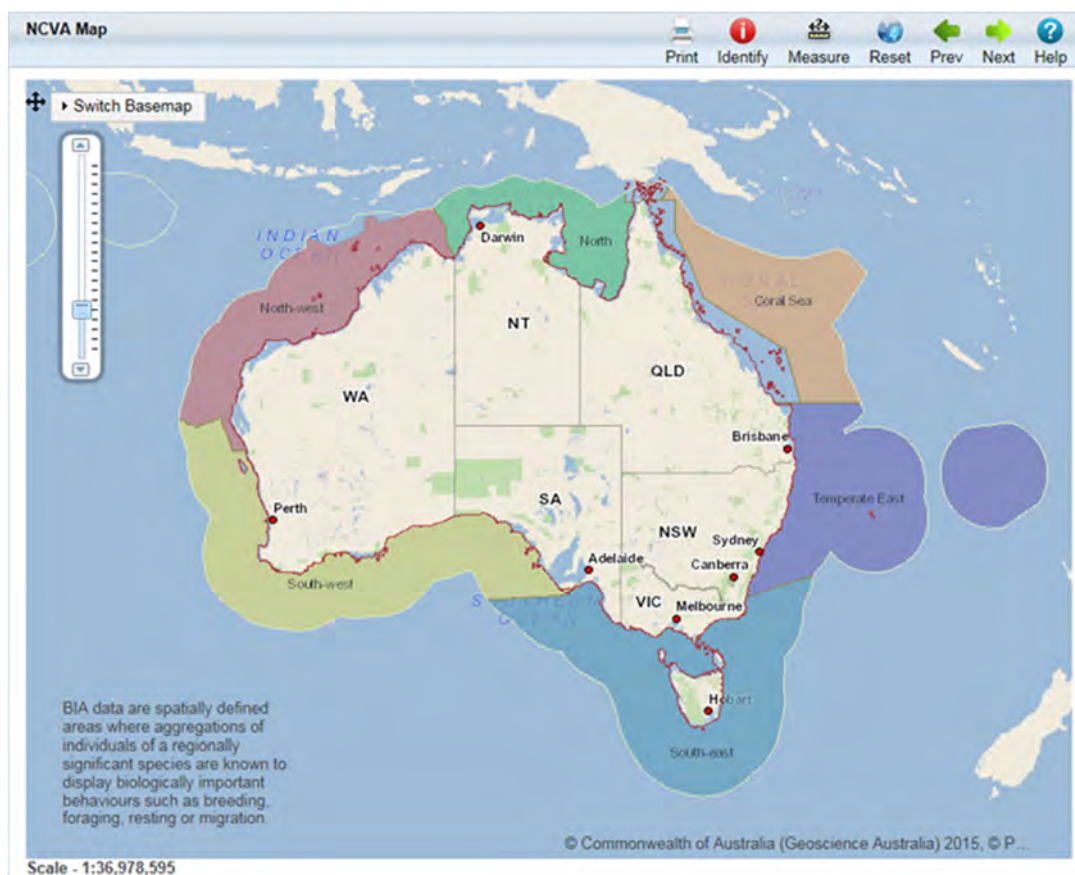 NCVA Map
Print Identify Measure Reset Prev Next Help
Switch Basemap
INDIAN
OCEAN
Darwin
North
North-west
Coral Sea
NT
QLD
WA
Brisbane
SA
Temperate East
Perth
NSW
Sydney
Adelaide
Canberra
South-west
VIC
Melbourne
SOUTHERN
OCEAN
Hobart
South-east
BIA data are spatially defined
areas where aggregations of
individuals of a regionally
significant species are known to
display biologically important
behaviours such as breeding,
foraging, resting or migration.
© Commonwealth of Australia (Geoscience Australia) 2015, © P...
Scale - 1:36,978,595